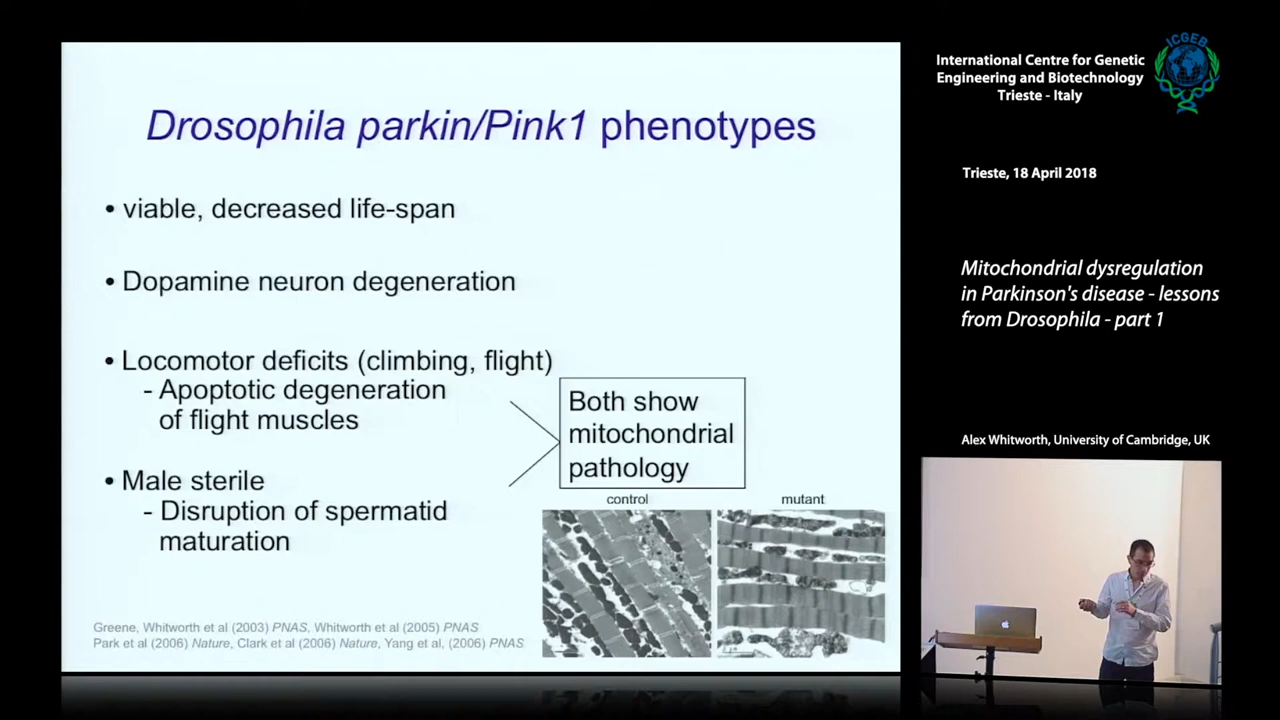 Drosophila parkin/Pink1 phenotypes
• viable, decreased life-span
• Dopamine neuron degeneration
• Locomotor deficits (climbing, flight)
- Apoptotic degeneration
of flight muscles
• Male sterile
- Disruption of spermatid
maturation
Both show
mitochondrial
pathology
control
mutant
Greene, Whitworth et al (2003) PNAS, Whitworth et al (2005) PNAS
Park et al (2006) Nature, Clark et al (2006) Nature, Yang et al, (2006) PNAS
International Centre for Genetic
Engineering and Biotechnology
Trieste - Italy
ICGEB
Trieste, 18 April 2018
Mitochondrial dysregulation
in Parkinson's disease - lessons
from Drosophila - part 1
Alex Whitworth, University of Cambridge, UK